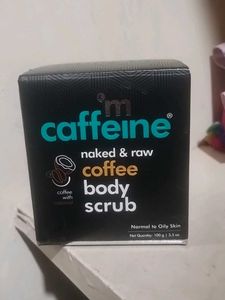 'm
caffeine®
naked & raw
coffee
body
scrub
coffee
with
Normal to Oily Skin
Net Quantity: 100 g | 3.5 oz